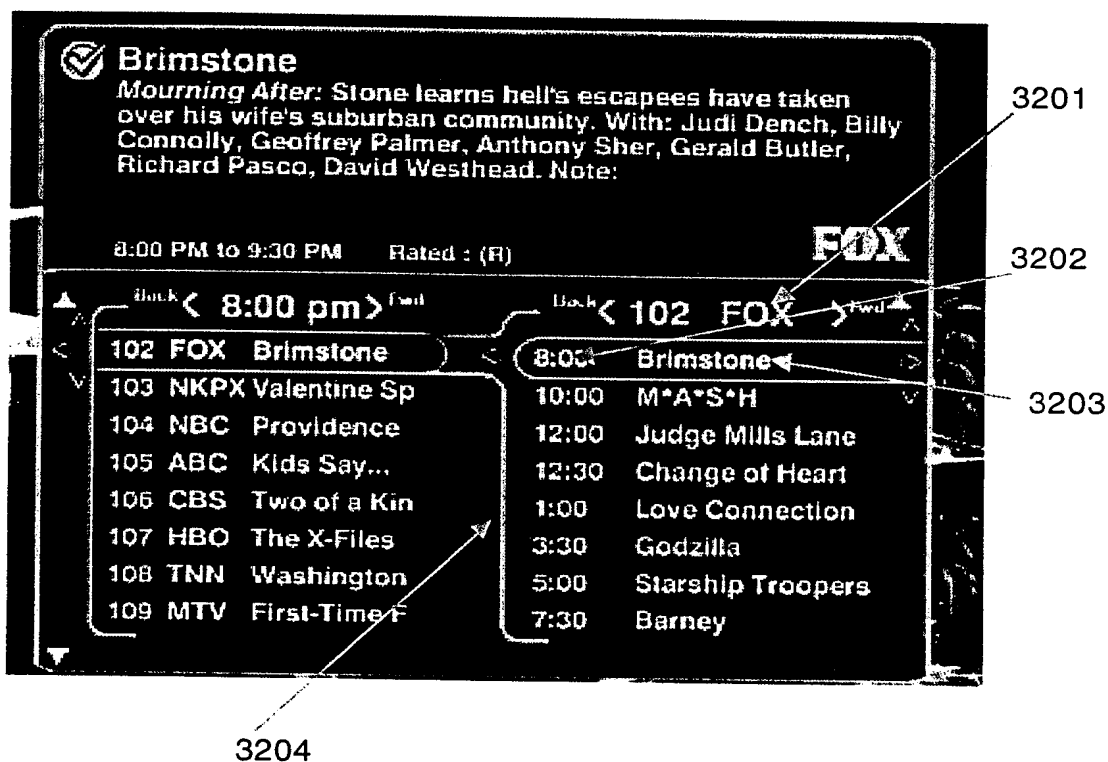 Brimstone
Mourning After: Stone learns hell's escapees have taken
over his wife's suburban community. With: Judi Dench, Billy
Connolly, Geoffrey Palmer, Anthony Sher, Gerald Butler,
Richard Pasco, David Westhead. Note:
8:00 PM to 9:30 PM Rated : (R)
FOX
Back < 8:00 pm > Fwd
102 FOX Brimstone
103 NKPX Valentine Sp
104 NBC Providence
105 ABC Kids Say...
106 CBS Two of a Kin
107 HBO The X-Files
108 TNN Washington
109 MTV First-Time F
Back < 102 FOX > Fwd
8:00 Brimstone
10:00 M*A*S*H
12:00 Judge Mills Lane
12:30 Change of Heart
1:00 Love Connection
3:30 Godzilla
5:00 Starship Troopers
7:30 Barney
3201
3202
3203
3204